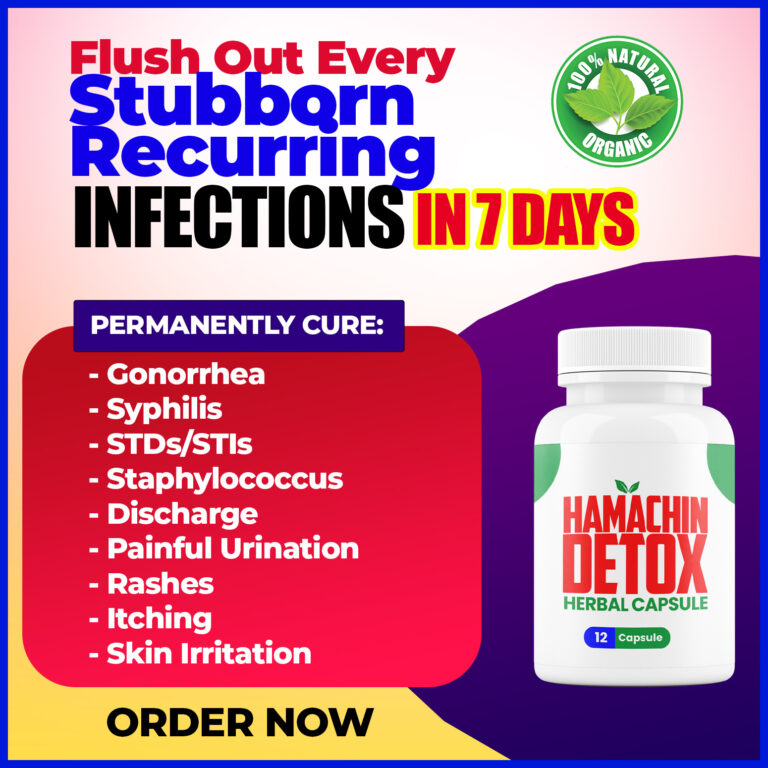 Flush Out Every
Stubborn
Recurring
INFECTIONS IN 7 DAYS
100% NATURAL
ORGANIC
PERMANENTLY CURE:
- Gonorrhea
- Syphilis
- STDs/STIs
- Staphylococcus
- Discharge
- Painful Urination
- Rashes
- Itching
- Skin Irritation
HAMACHIN
DETOX
HERBAL CAPSULE
12 Capsule
ORDER NOW